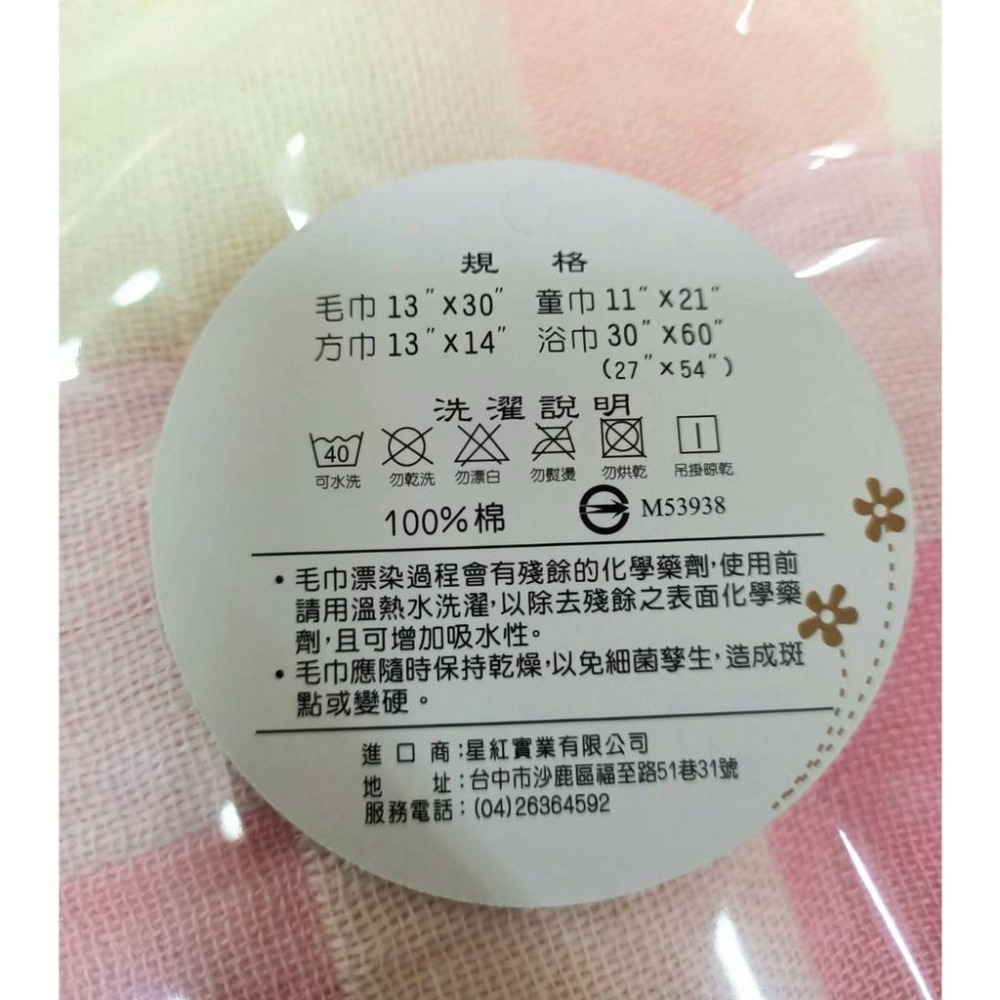 規 格
毛巾 13"X30" 童巾 11"X21"
方巾 13"X14" 浴巾 30"X60"
(27"X54")
洗濯說明
40
可水洗 勿乾洗 勿漂白 勿熨燙 勿烘乾 吊掛晾乾
100%棉 M53938
•毛巾漂染過程會有殘餘的化學藥劑,使用前
請用溫熱水洗濯,以除去殘餘之表面化學藥
劑,且可增加吸水性。
•毛巾應隨時保持乾燥,以免細菌孳生,造成斑
點或變硬。
進口商:星紅實業有限公司
地 址:台中市沙鹿區福至路51巷31號
服務電話:(04)26364592